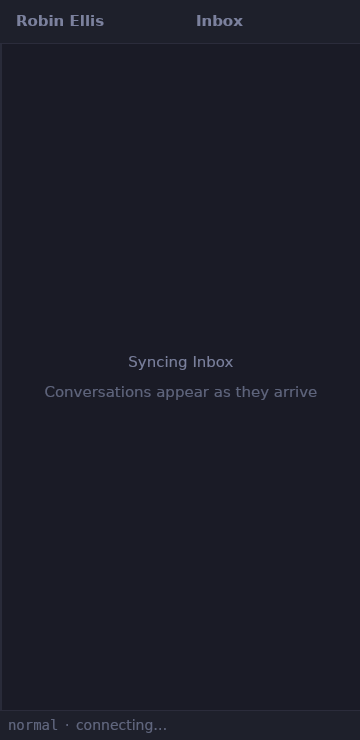 Robin Ellis Inbox
Syncing Inbox
Conversations appear as they arrive
normal · connecting…